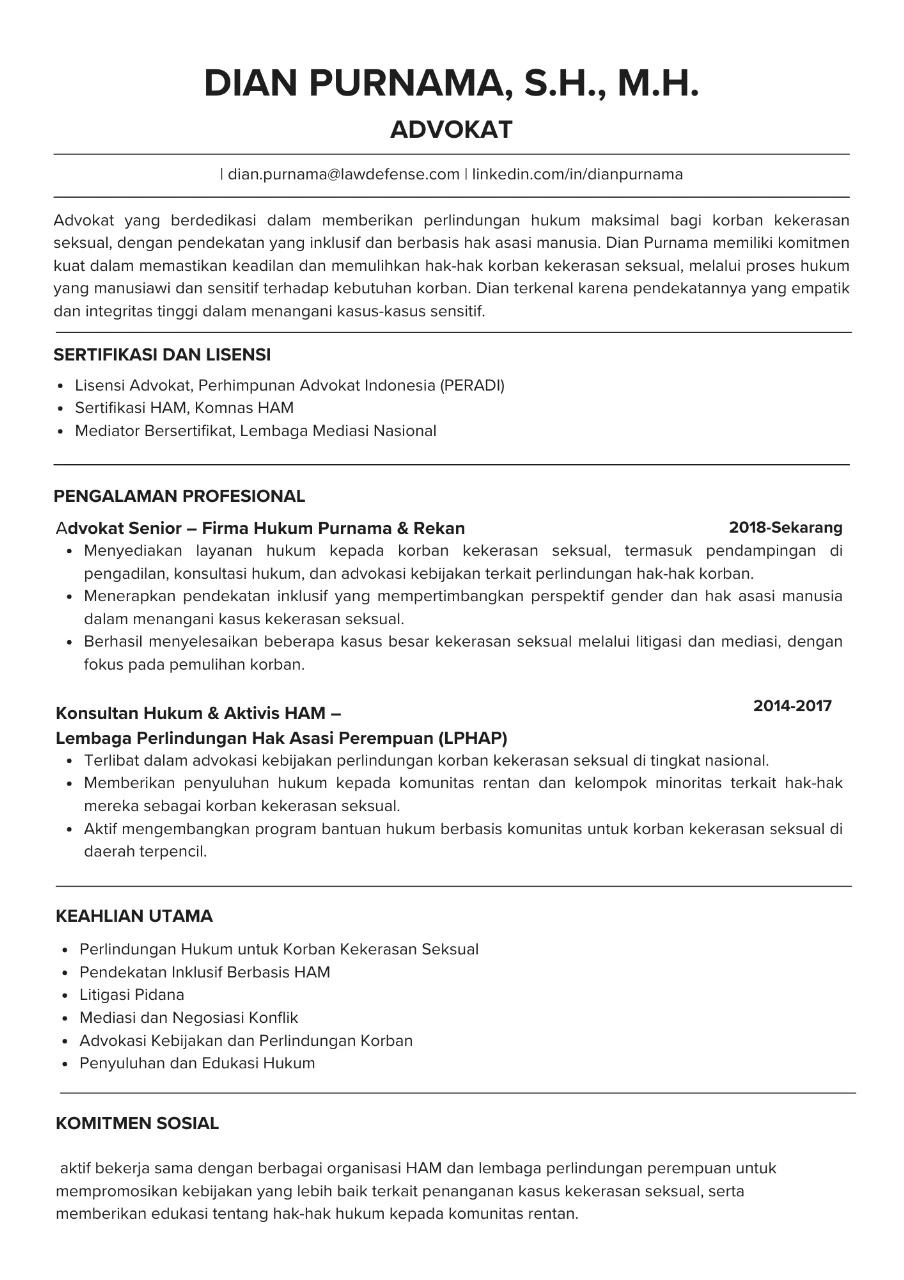 DIAN PURNAMA, S.H., M.H.
ADVOKAT
| dian.purnama@lawdefense.com | linkedin.com/in/dianpurnama
Advokat yang berdedikasi dalam memberikan perlindungan hukum maksimal bagi korban kekerasan
seksual, dengan pendekatan yang inklusif dan berbasis hak asasi manusia. Dian Purnama memiliki komitmen
kuat dalam memastikan keadilan dan memulihkan hak-hak korban kekerasan seksual, melalui proses hukum
yang manusiawi dan sensitif terhadap kebutuhan korban. Dian terkenal karena pendekatannya yang empatik
dan integritas tinggi dalam menangani kasus-kasus sensitif.
SERTIFIKASI DAN LISENSI
• Lisensi Advokat, Perhimpunan Advokat Indonesia (PERADI)
• Sertifikasi HAM, Komnas HAM
• Mediator Bersertifikat, Lembaga Mediasi Nasional
PENGALAMAN PROFESIONAL
Advokat Senior – Firma Hukum Purnama & Rekan 2018-Sekarang
• Menyediakan layanan hukum kepada korban kekerasan seksual, termasuk pendampingan di
pengadilan, konsultasi hukum, dan advokasi kebijakan terkait perlindungan hak-hak korban.
• Menerapkan pendekatan inklusif yang mempertimbangkan perspektif gender dan hak asasi manusia
dalam menangani kasus kekerasan seksual.
• Berhasil menyelesaikan beberapa kasus besar kekerasan seksual melalui litigasi dan mediasi, dengan
fokus pada pemulihan korban.
Konsultan Hukum & Aktivis HAM – 2014-2017
Lembaga Perlindungan Hak Asasi Perempuan (LPHAP)
• Terlibat dalam advokasi kebijakan perlindungan korban kekerasan seksual di tingkat nasional.
• Memberikan penyuluhan hukum kepada komunitas rentan dan kelompok minoritas terkait hak-hak
mereka sebagai korban kekerasan seksual.
• Aktif mengembangkan program bantuan hukum berbasis komunitas untuk korban kekerasan seksual di
daerah terpencil.
KEAHLIAN UTAMA
• Perlindungan Hukum untuk Korban Kekerasan Seksual
• Pendekatan Inklusif Berbasis HAM
• Litigasi Pidana
• Mediasi dan Negosiasi Konflik
• Advokasi Kebijakan dan Perlindungan Korban
• Penyuluhan dan Edukasi Hukum
KOMITMEN SOSIAL
aktif bekerja sama dengan berbagai organisasi HAM dan lembaga perlindungan perempuan untuk
mempromosikan kebijakan yang lebih baik terkait penanganan kasus kekerasan seksual, serta
memberikan edukasi tentang hak-hak hukum kepada komunitas rentan.